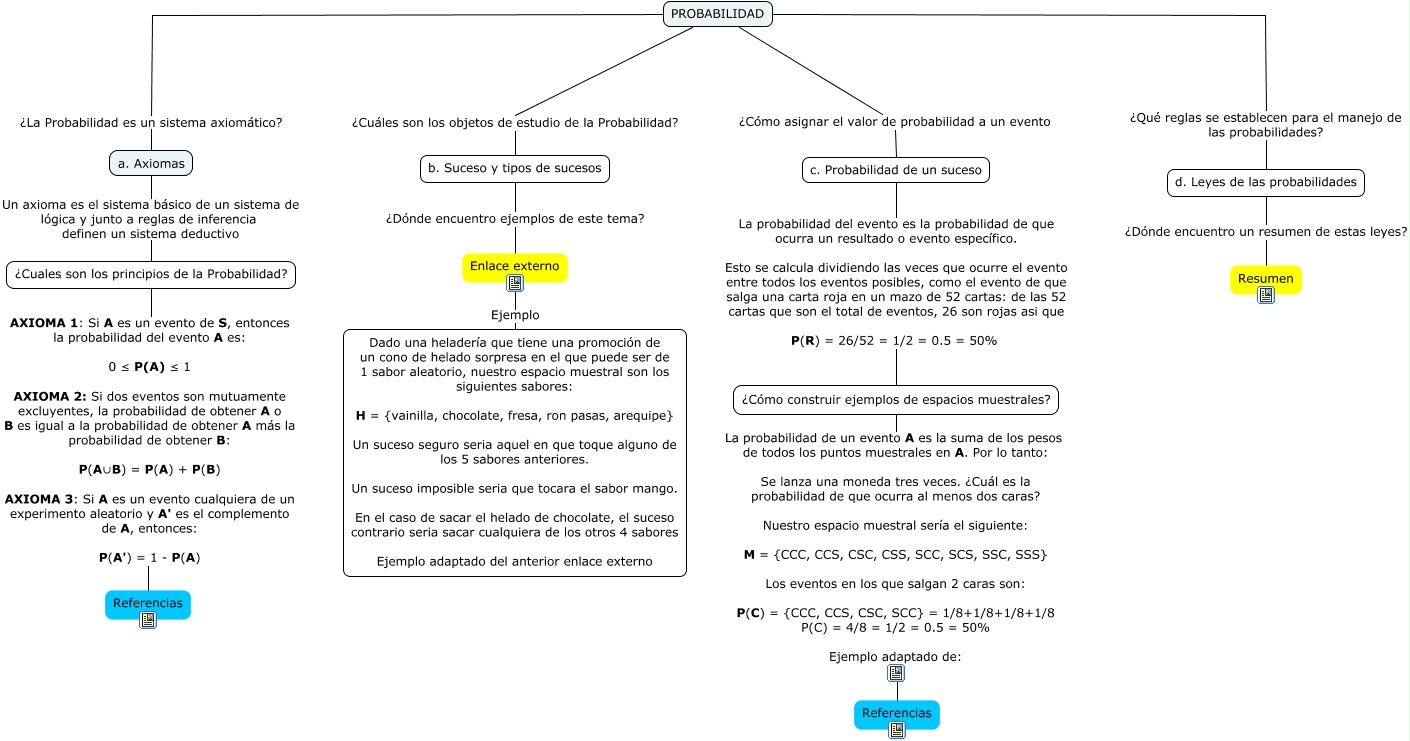 PROBABILIDAD
¿La Probabilidad es un sistema axiomático?
a. Axiomas
Un axioma es el sistema básico de un sistema de
lógica y junto a reglas de inferencia
definen un sistema deductivo
¿Cuales son los principios de la Probabilidad?
AXIOMA 1: Si A es un evento de S, entonces
la probabilidad del evento A es:
0 ≤ P(A) ≤ 1
AXIOMA 2: Si dos eventos son mutuamente
excluyentes, la probabilidad de obtener A o
B es igual a la probabilidad de obtener A más la
probabilidad de obtener B:
P(A∪B) = P(A) + P(B)
AXIOMA 3: Si A es un evento cualquiera de un
experimento aleatorio y A' es el complemento
de A, entonces:
P(A') = 1 - P(A)
Referencias
¿Cuáles son los objetos de estudio de la Probabilidad?
b. Suceso y tipos de sucesos
¿Dónde encuentro ejemplos de este tema?
Enlace externo
Ejemplo
Dado una heladería que tiene una promoción de
un cono de helado sorpresa en el que puede ser de
1 sabor aleatorio, nuestro espacio muestral son los
siguientes sabores:
H = {vainilla, chocolate, fresa, ron pasas, arequipe}
Un suceso seguro seria aquel en que toque alguno de
los 5 sabores anteriores.
Un suceso imposible seria que tocara el sabor mango.
En el caso de sacar el helado de chocolate, el suceso
contrario seria sacar cualquiera de los otros 4 sabores
Ejemplo adaptado del anterior enlace externo
¿Cómo asignar el valor de probabilidad a un evento
c. Probabilidad de un suceso
La probabilidad del evento es la probabilidad de que
ocurra un resultado o evento específico.
Esto se calcula dividiendo las veces que ocurre el evento
entre todos los eventos posibles, como el evento de que
salga una carta roja en un mazo de 52 cartas: de las 52
cartas que son el total de eventos, 26 son rojas asi que
P(R) = 26/52 = 1/2 = 0.5 = 50%
¿Cómo construir ejemplos de espacios muestrales?
La probabilidad de un evento A es la suma de los pesos
de todos los puntos muestrales en A. Por lo tanto:
Se lanza una moneda tres veces. ¿Cuál es la
probabilidad de que ocurra al menos dos caras?
Nuestro espacio muestral sería el siguiente:
M = {CCC, CCS, CSC, CSS, SCC, SCS, SSC, SSS}
Los eventos en los que salgan 2 caras son:
P(C) = {CCC, CCS, CSC, SCC} = 1/8+1/8+1/8+1/8
P(C) = 4/8 = 1/2 = 0.5 = 50%
Ejemplo adaptado de:
Referencias
¿Qué reglas se establecen para el manejo de
las probabilidades?
d. Leyes de las probabilidades
¿Dónde encuentro un resumen de estas leyes?
Resumen